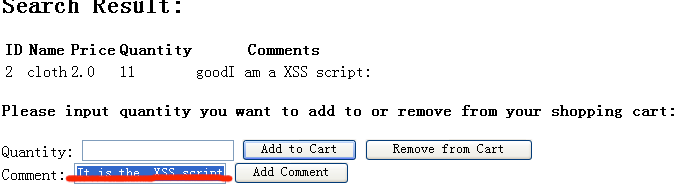 Search Result:
ID Name Price Quantity Comments
2 cloth 2.0 11 goodI am a XSS script:
Please input quantity you want to add to or remove from your shopping cart:
Quantity: Add to Cart Remove from Cart
Comment: It is the XSS script Add Comment